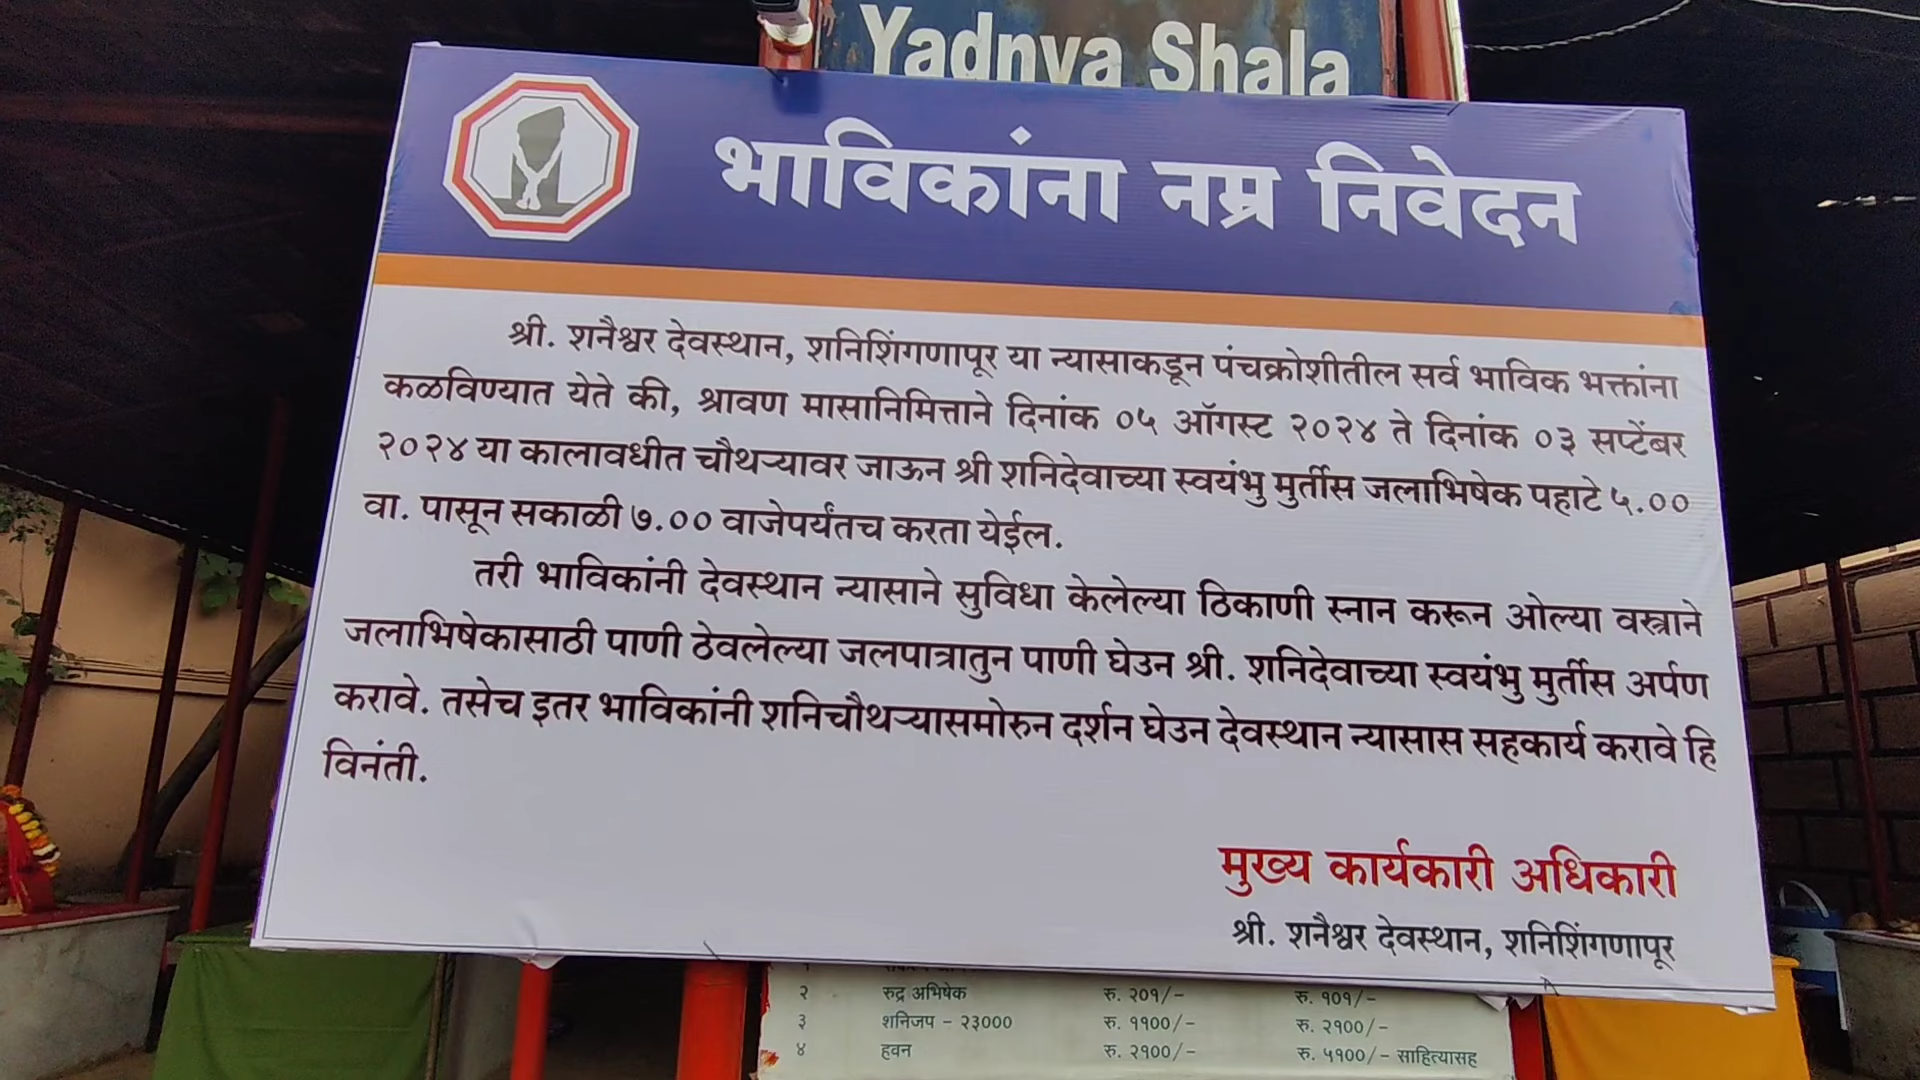 Yadnya Shala
भाविकांना नम्र निवेदन
श्री. शनैश्वर देवस्थान, शनिशिंगणापूर या न्यासाकडून पंचक्रोशीतील सर्व भाविक भक्तांना
कळविण्यात येते की, श्रावण मासानिमित्ताने दिनांक ०५ ऑगस्ट २०२४ ते दिनांक ०३ सप्टेंबर
२०२४ या कालावधीत चौथऱ्यावर जाऊन श्री शनिदेवाच्या स्वयंभु मुर्तीस जलाभिषेक पहाटे ५.००
वा. पासून सकाळी ७.०० वाजेपर्यंतच करता येईल.
तरी भाविकांनी देवस्थान न्यासाने सुविधा केलेल्या ठिकाणी स्नान करून ओल्या वस्त्राने
जलाभिषेकासाठी पाणी ठेवलेल्या जलपात्रातुन पाणी घेउन श्री. शनिदेवाच्या स्वयंभु मुर्तीस अर्पण
करावे. तसेच इतर भाविकांनी शनिचौथऱ्यासमोरुन दर्शन घेउन देवस्थान न्यासास सहकार्य करावे हि
विनंती.
मुख्य कार्यकारी अधिकारी
श्री. शनैश्वर देवस्थान, शनिशिंगणापूर
२ रुद्र अभिषेक रु. २०१/- रु. १०१/-
३ शनिजप - २३००० रु. ११००/- रु. २१००/-
४ हवन रु. २१००/- रु. ५१००/- साहित्यासह